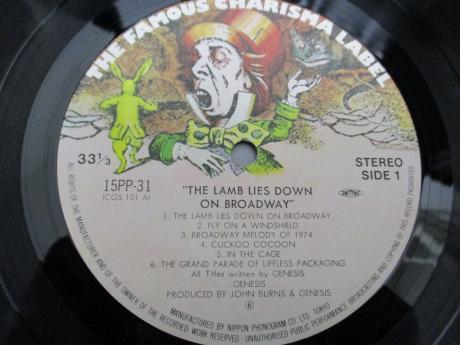 THE FAMOUS CHARISMA LABEL
33 1/3
STEREO
SIDE 1
15PP-31
(CGS 101 A)
"THE LAMB LIES DOWN
ON BROADWAY"
1. THE LAMB LIES DOWN ON BROADWAY
2. FLY ON A WINDSHIELD
3. BROADWAY MELODY OF 1974
4. CUCKOO COCOON
5. IN THE CAGE
6. THE GRAND PARADE OF LIFELESS PACKAGING
All Titles written by GENESIS
GENESIS
PRODUCED BY JOHN BURNS & GENESIS
MANUFACTURED BY NIPPON PHONOGRAM CO. LTD. TOKYO
ALL RIGHTS OF THE MANUFACTURER AND OF THE OWNER OF THE RECORDED WORK RESERVED · UNAUTHORISED PUBLIC PERFORMANCE BROADCASTING AND COPYING OF THIS RECORD PROHIBITED